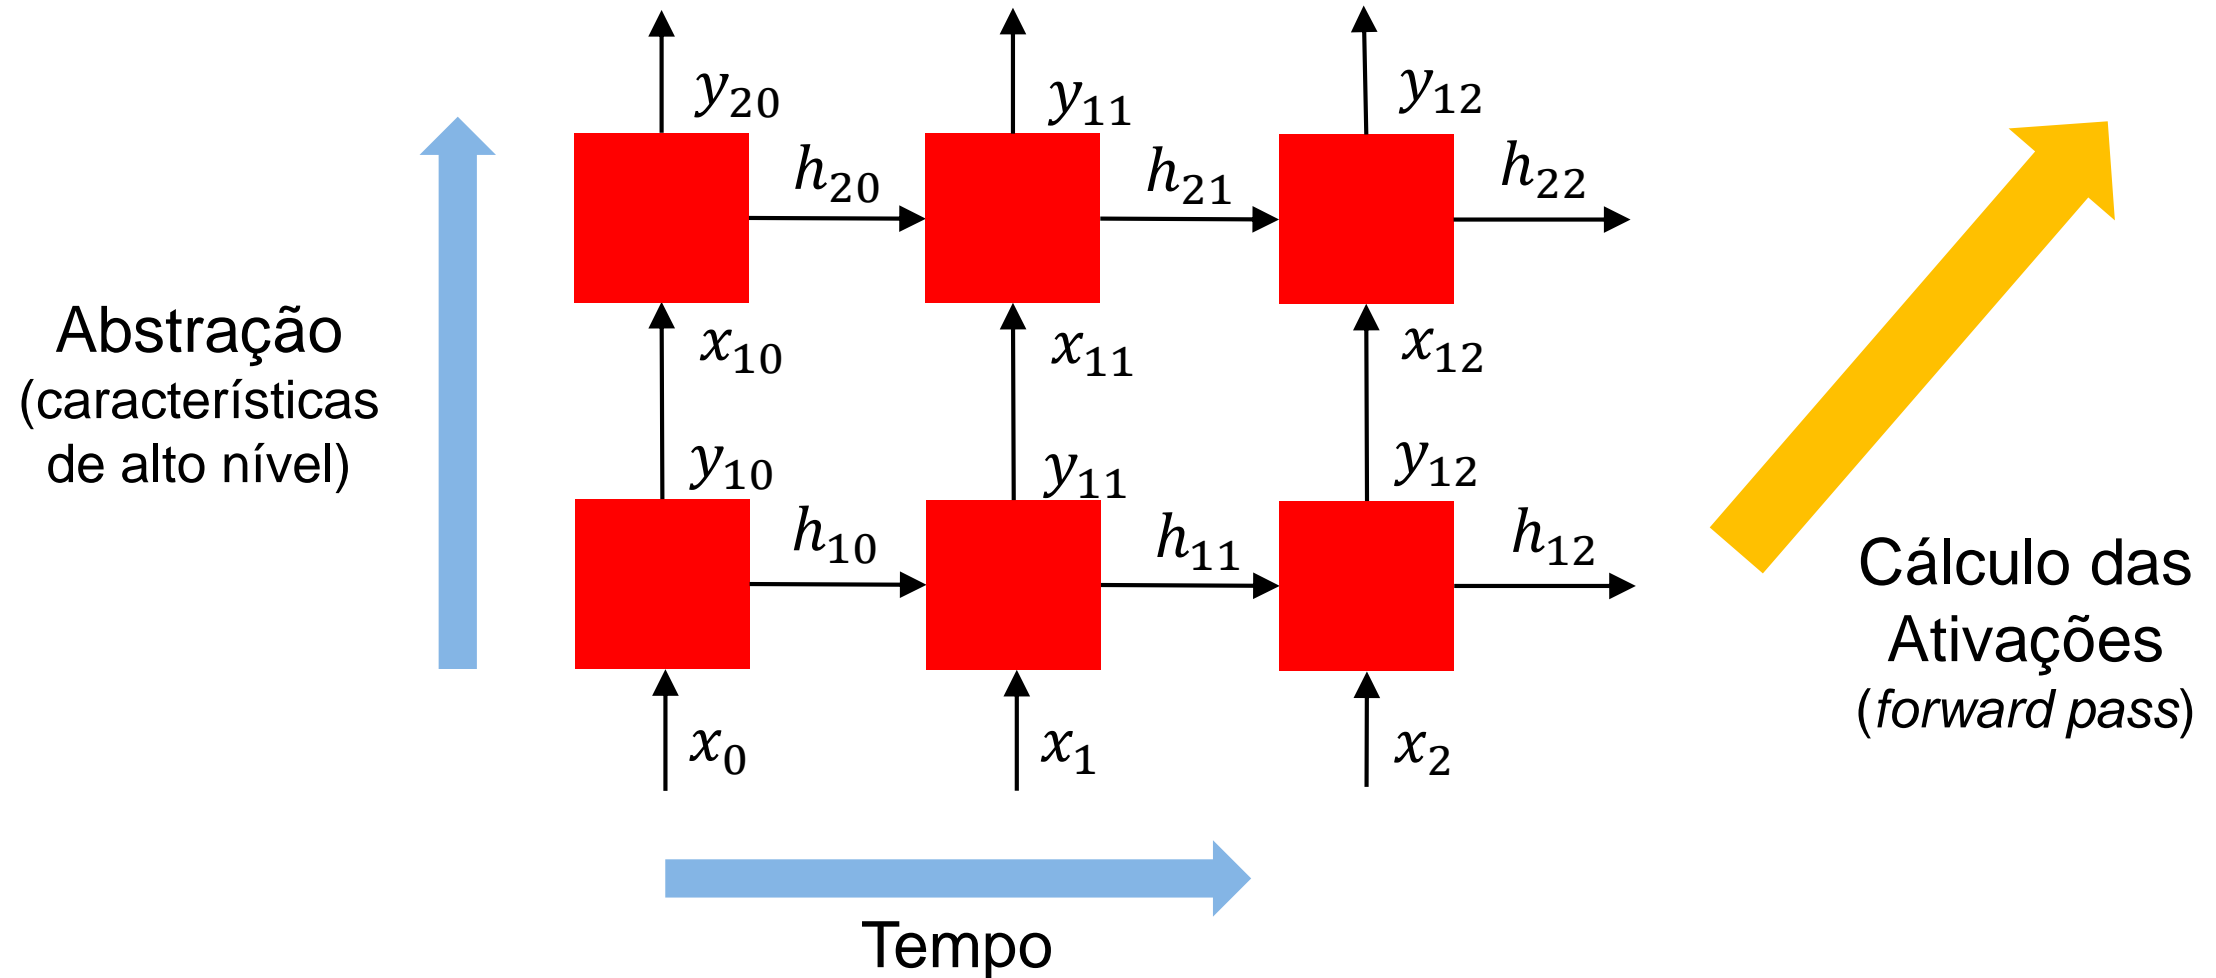 y₂₀ y₁₁ y₁₂
h₂₀ h₂₁ h₂₂
x₁₀ x₁₁ x₁₂
Abstração
(características
de alto nível)
y₁₀ y₁₁ y₁₂
h₁₀ h₁₁ h₁₂
Cálculo das
Ativações
(forward pass)
x₀ x₁ x₂
Tempo